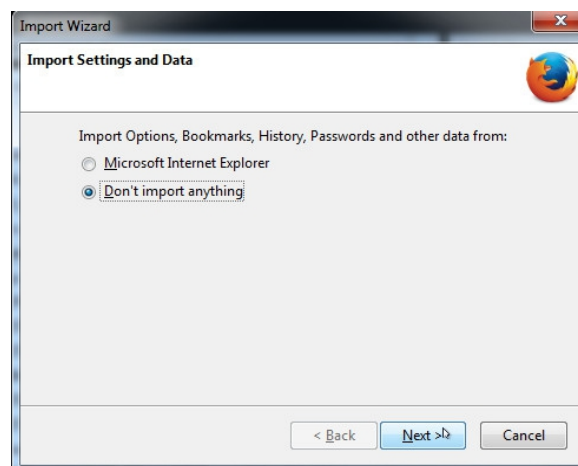 Import Wizard
Import Settings and Data
Import Options, Bookmarks, History, Passwords and other data from:
Microsoft Internet Explorer
Don't import anything
< Back Next > Cancel